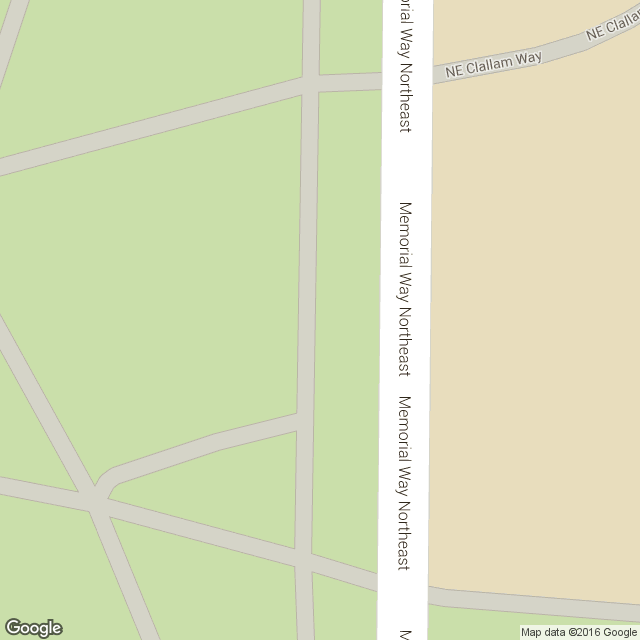 orial Way Northeast
NE Clallam Way
NE Clalla
Memorial Way Northeast
Memorial Way Northeast
M
Google
Map data ©2016 Google